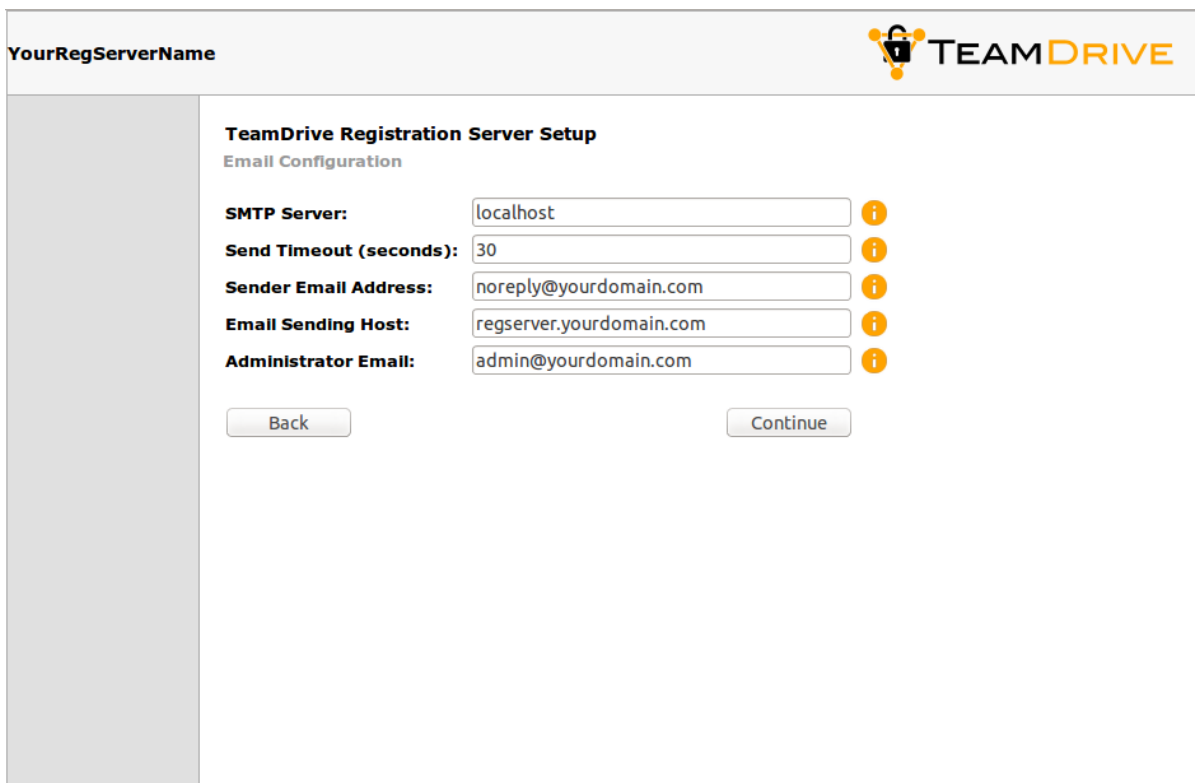 YourRegServerName
TEAMDRIVE
TeamDrive Registration Server Setup
Email Configuration
SMTP Server: localhost
Send Timeout (seconds): 30
Sender Email Address: noreply@yourdomain.com
Email Sending Host: regserver.yourdomain.com
Administrator Email: admin@yourdomain.com
Back Continue